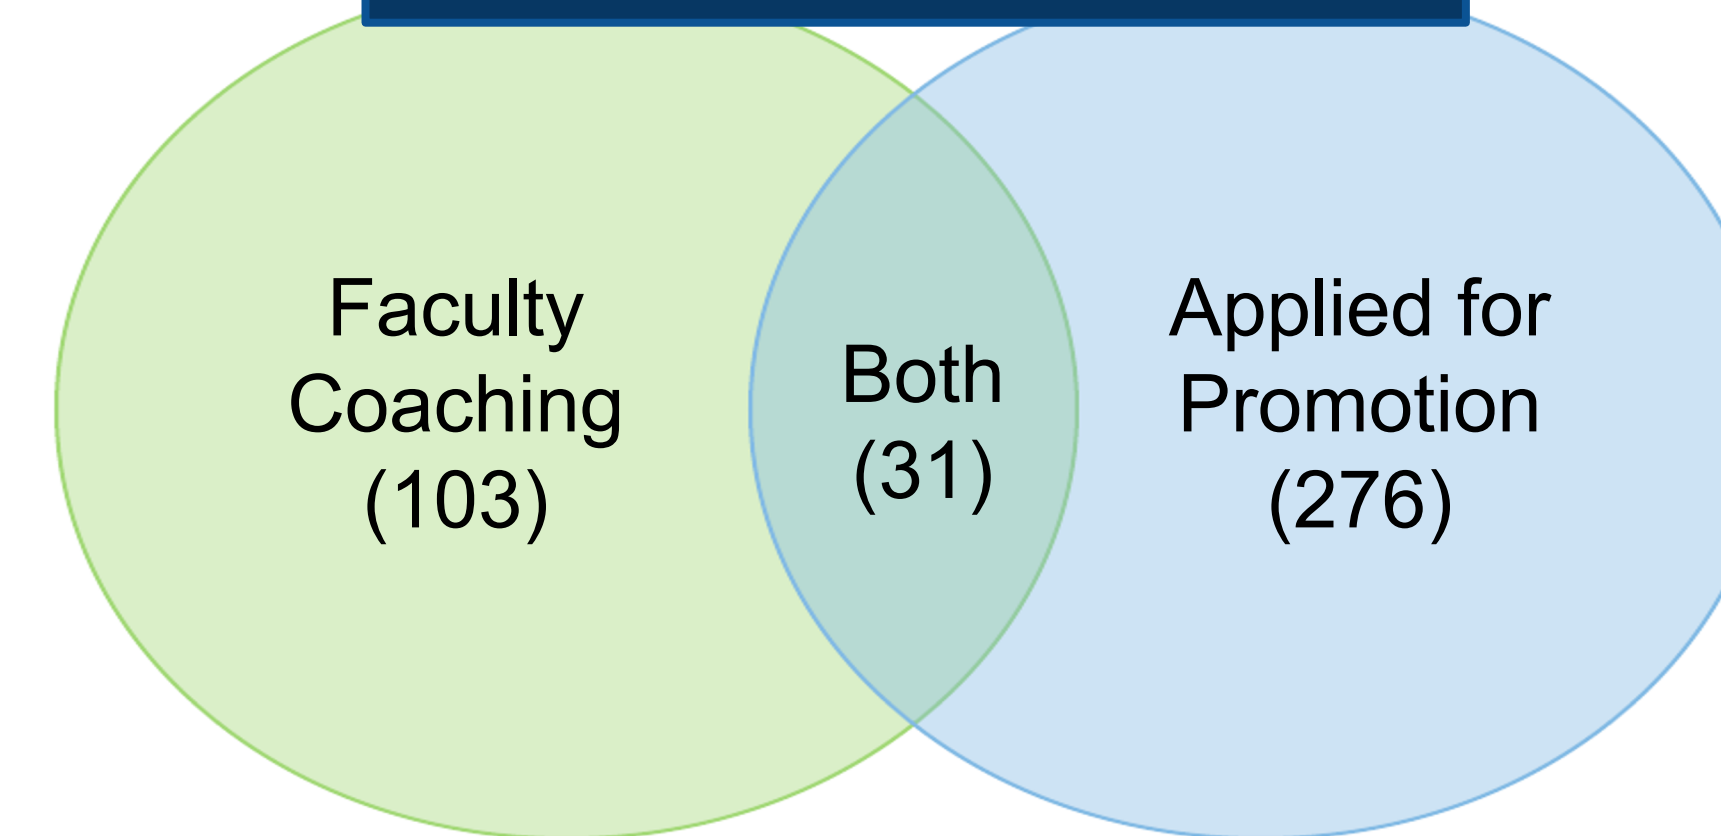 Faculty
Coaching
(103)
Both
(31)
Applied for
Promotion
(276)